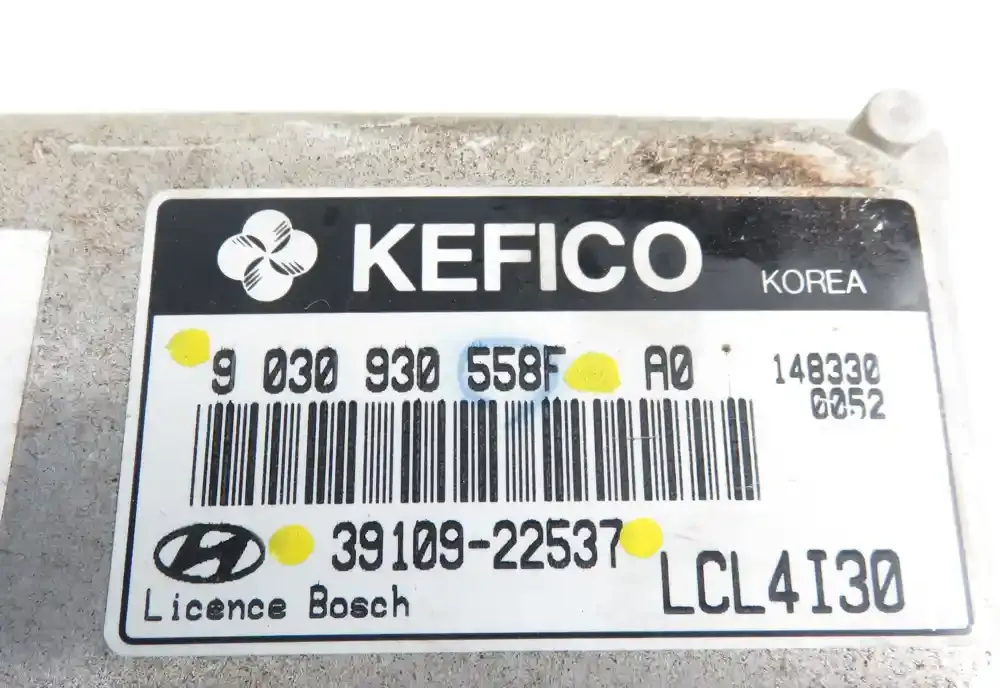 KEFICO KOREA
9 030 930 558F A0 148330
0052
39109-22537
Licence Bosch LCL4I30